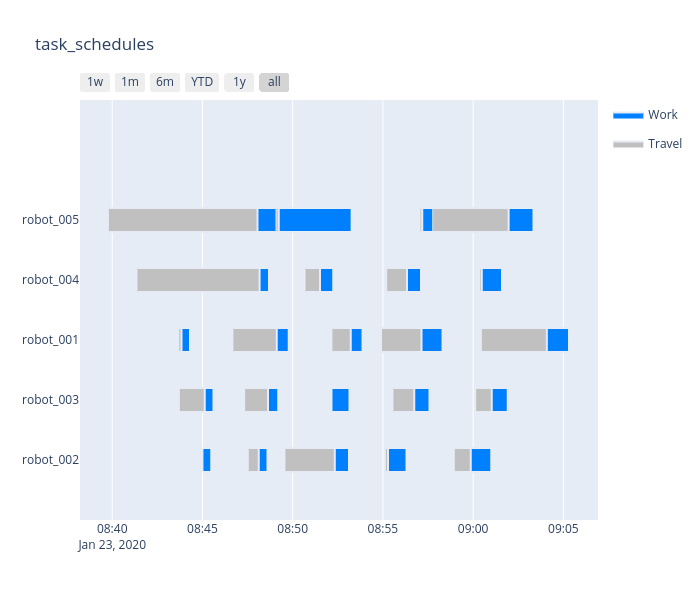 task_schedules
1w 1m 6m YTD 1y all
Work
Travel
robot_005
robot_004
robot_001
robot_003
robot_002
08:40 08:45 08:50 08:55 09:00 09:05
Jan 23, 2020